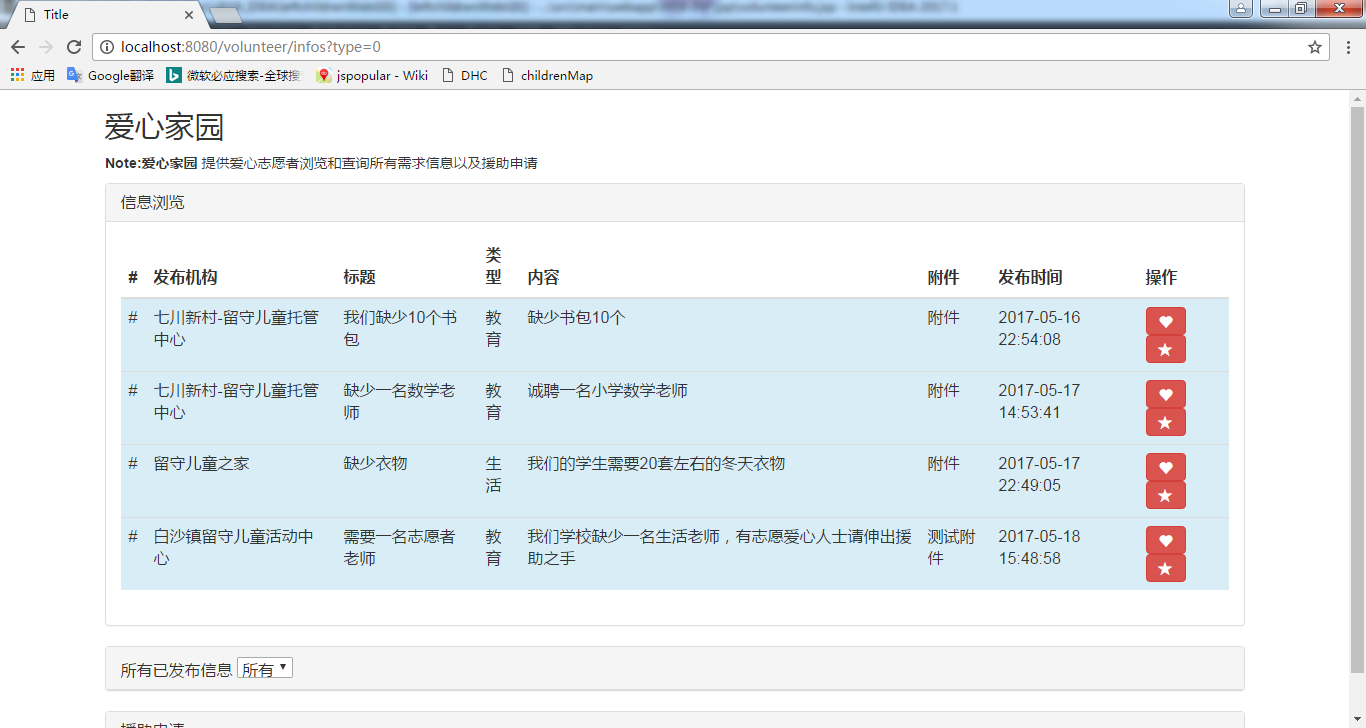 Title
localhost:8080/volunteer/infos?type=0
应用 Google翻译 微软必应搜索-全球搜 jspopular - Wiki DHC childrenMap
爱心家园
Note:爱心家园 提供爱心志愿者浏览和查询所有需求信息以及援助申请
信息浏览
# 发布机构 标题 类型 内容 附件 发布时间 操作
# 七川新村-留守儿童托管 我们缺少10个书 教 缺少书包10个 附件 2017-05-16
中心 包 育 22:54:08
# 七川新村-留守儿童托管 缺少一名数学老 教 诚聘一名小学数学老师 附件 2017-05-17
中心 师 育 14:53:41
# 留守儿童之家 缺少衣物 生 我们的学生需要20套左右的冬天衣物 附件 2017-05-17
活 22:49:05
# 白沙镇留守儿童活动中 需要一名志愿者 教 我们学校缺少一名生活老师，有志愿爱心人士请伸出援 测试附 2017-05-18
心 老师 育 助之手 件 15:48:58
所有已发布信息 所有
援助申请